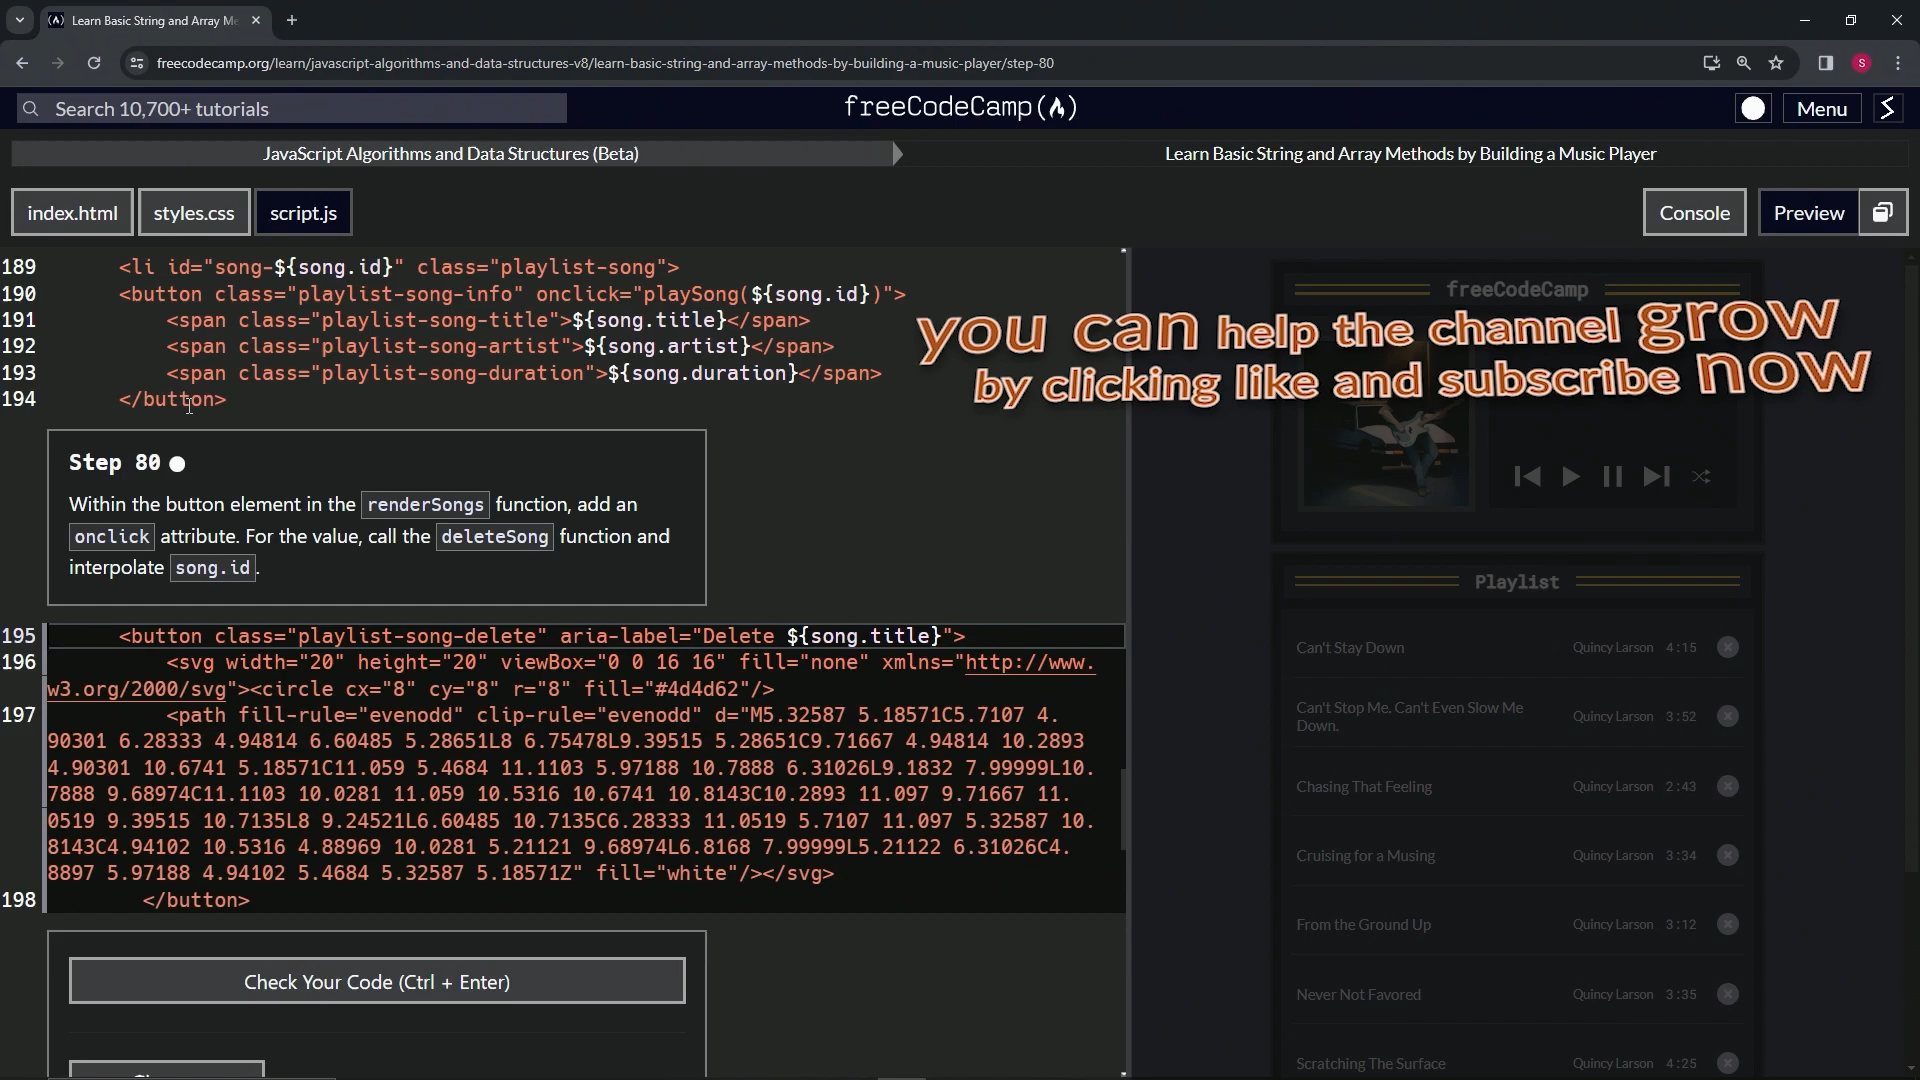 Learn Basic String and Array Me
freecodecamp.org/learn/javascript-algorithms-and-data-structures-v8/learn-basic-string-and-array-methods-by-building-a-music-player/step-80
S
Search 10,700+ tutorials
freeCodeCamp
Menu
JavaScript Algorithms and Data Structures (Beta)
Learn Basic String and Array Methods by Building a Music Player
index.html
styles.css
script.js
Console
Preview
189 <li id="song-${song.id}" class="playlist-song">
190 <button class="playlist-song-info" onclick="playSong(${song.id})">
191 <span class="playlist-song-title">${song.title}</span>
192 <span class="playlist-song-artist">${song.artist}</span>
193 <span class="playlist-song-duration">${song.duration}</span>
194 </button>
Step 80
Within the button element in the renderSongs function, add an
onclick attribute. For the value, call the deleteSong function and
interpolate song.id.
195 <button class="playlist-song-delete" aria-label="Delete ${song.title}">
196 <svg width="20" height="20" viewBox="0 0 16 16" fill="none" xmlns="http://www.
w3.org/2000/svg"><circle cx="8" cy="8" r="8" fill="#4d4d62"/>
197 <path fill-rule="evenodd" clip-rule="evenodd" d="M5.32587 5.18571C5.7107 4.
90301 6.28333 4.94814 6.60485 5.28651L8 6.75478L9.39515 5.28651C9.71667 4.94814 10.2893
4.90301 10.6741 5.18571C11.059 5.4684 11.1103 5.97188 10.7888 6.31026L9.1832 7.99999L10.
7888 9.68974C11.1103 10.0281 11.059 10.5316 10.6741 10.8143C10.2893 11.097 9.71667 11.
0519 9.39515 10.7135L8 9.24521L6.60485 10.7135C6.28333 11.0519 5.7107 11.097 5.32587 10.
8143C4.94102 10.5316 4.88969 10.0281 5.21121 9.68974L6.8168 7.99999L5.21122 6.31026C4.
8897 5.97188 4.94102 5.4684 5.32587 5.18571Z" fill="white"/></svg>
198 </button>
Check Your Code (Ctrl + Enter)
freeCodeCamp
you can help the channel grow
by clicking like and subscribe now
Playlist
Can't Stay Down Quincy Larson 4:15
Can't Stop Me. Can't Even Slow Me
Down. Quincy Larson 3:52
Chasing That Feeling Quincy Larson 2:43
Cruising for a Musing Quincy Larson 3:34
From the Ground Up Quincy Larson 3:12
Never Not Favored Quincy Larson 3:35
Scratching The Surface Quincy Larson 4:25